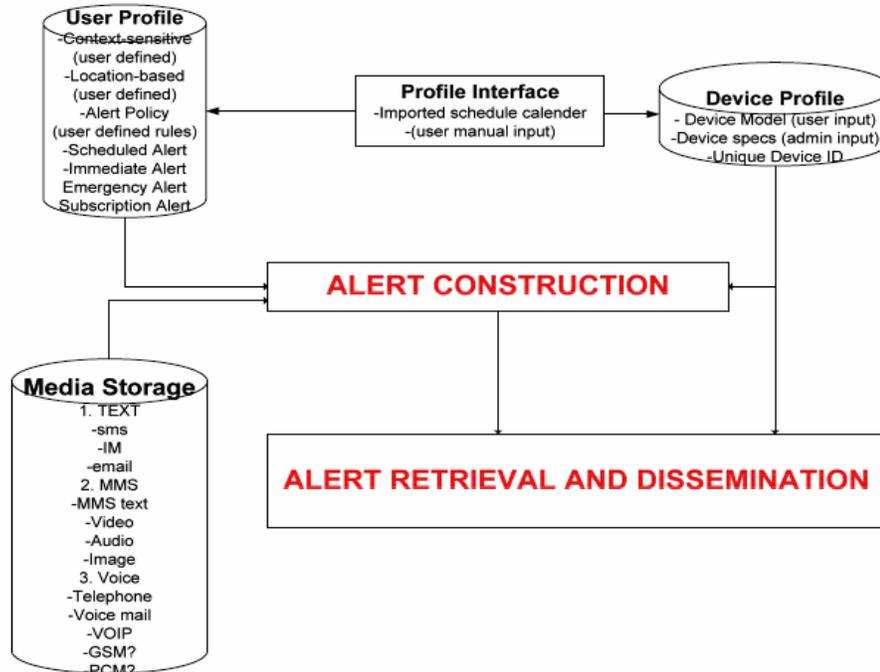 User Profile
-Context-sensitive
(user defined)
-Location-based
(user defined)
-Alert Policy
(user defined rules)
-Scheduled Alert
-Immediate Alert
Emergency Alert
Subscription Alert
Profile Interface
-Imported schedule calender
-(user manual input)
Device Profile
- Device Model (user input)
-Device specs (admin input)
-Unique Device ID
ALERT CONSTRUCTION
Media Storage
1. TEXT
-sms
-IM
-email
2. MMS
-MMS text
-Video
-Audio
-Image
3. Voice
-Telephone
-Voice mail
-VOIP
-GSM?
-PCM?
ALERT RETRIEVAL AND DISSEMINATION